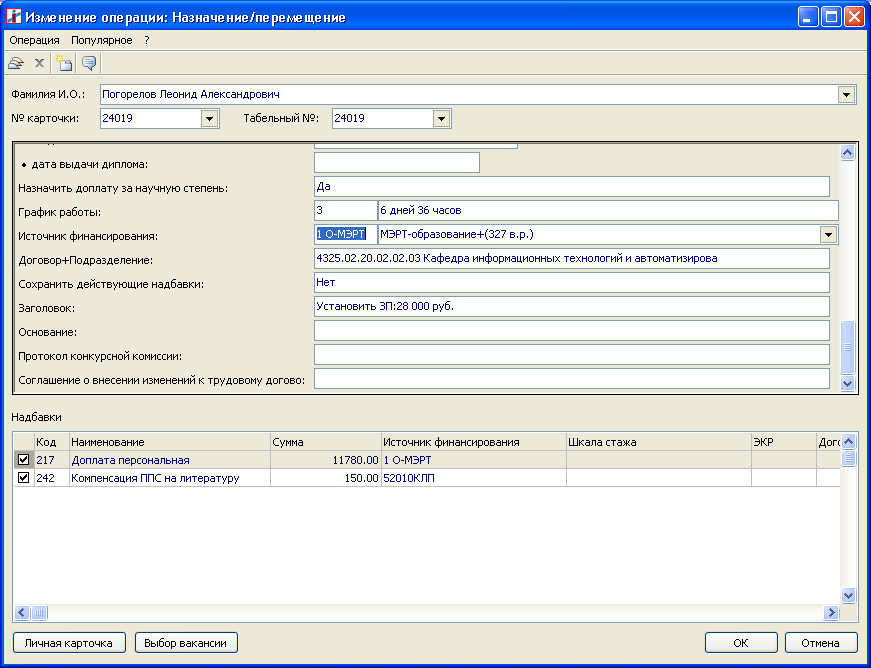 Изменение операции: Назначение/перемещение
Операция Популярное ?
Фамилия И.О.: Погорелов Леонид Александрович
№ карточки: 24019 Табельный №: 24019
• дата выдачи диплома:
Назначить доплату за научную степень: Да
График работы: 3 6 дней 36 часов
Источник финансирования: 1 О-МЭРТ МЭРТ-образование+(327 в.р.)
Договор+Подразделение: 4325.02.20.02.02.03 Кафедра информационных технологий и автоматизирова
Сохранить действующие надбавки: Нет
Заголовок: Установить ЗП:28 000 руб.
Основание:
Протокол конкурсной комиссии:
Соглашение о внесении изменений к трудовому догово:
Надбавки
Код Наименование Сумма Источник финансирования Шкала стажа ЭКР Дого
217 Доплата персональная 11780.00 1 О-МЭРТ
242 Компенсация ППС на литературу 150.00 52010КЛП
Личная карточка Выбор вакансии ОК Отмена